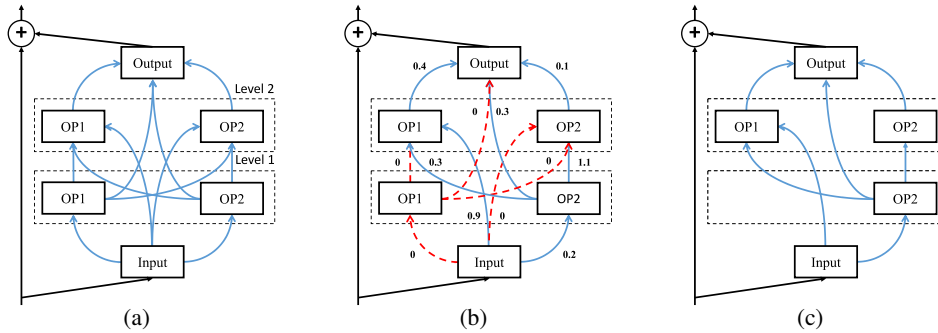 +
Output
Level 2
OP1
OP2
Level 1
OP1
OP2
Input
(a)
+
Output
0.4
0.1
0
0.3
OP1
OP2
0
0.3
0
1.1
OP1
OP2
0.9
0
0
0.2
Input
(b)
+
Output
OP1
OP2
OP2
Input
(c)